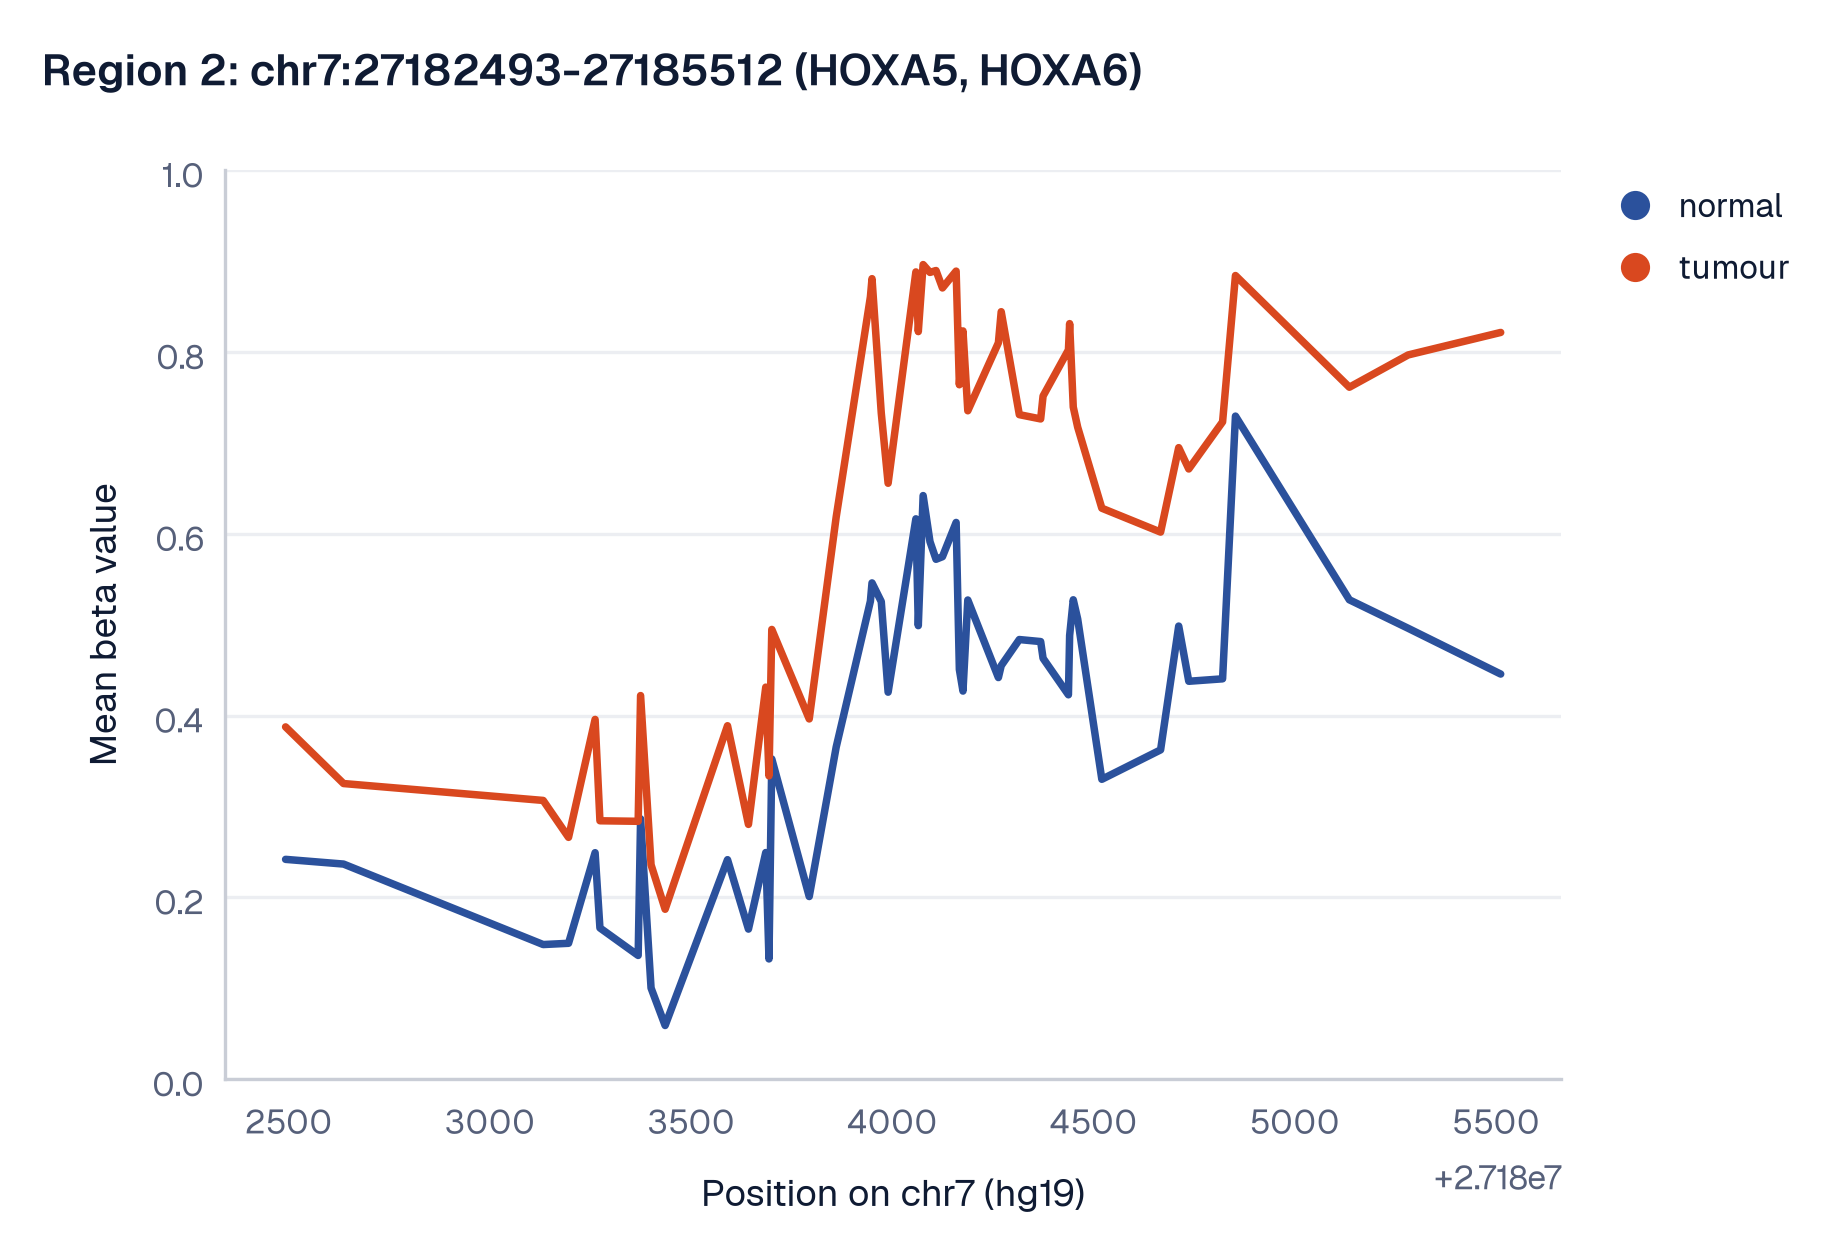 Region 2: chr7:27182493-27185512 (HOXA5, HOXA6)
normal
tumour
Mean beta value
1.0
0.8
0.6
0.4
0.2
0.0
2500 3000 3500 4000 4500 5000 5500
+2.718e7
Position on chr7 (hg19)